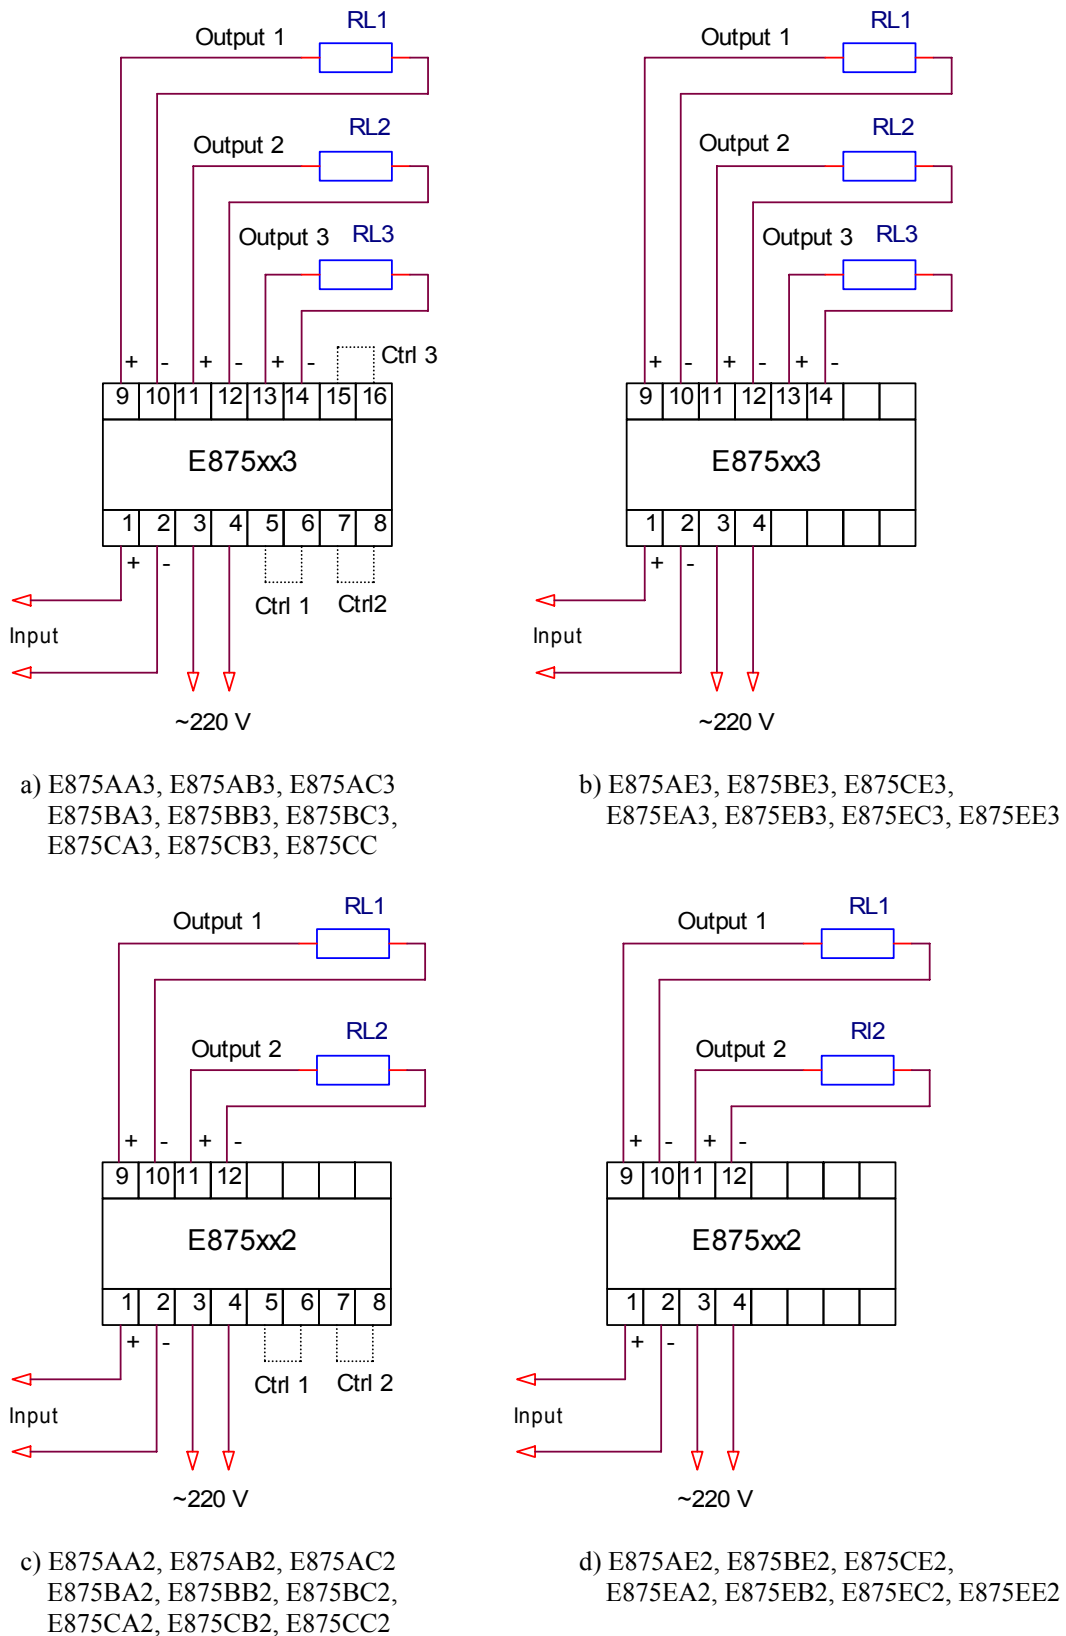 RL1 RL1
Output 1 Output 1
RL2 RL2
Output 2 Output 2
Output 3 RL3 Output 3 RL3
+ - + - + - Ctrl 3 + - + - + -
9 10 11 12 13 14 15 16 9 10 11 12 13 14
E875xx3 E875xx3
1 2 3 4 5 6 7 8 1 2 3 4
+ - + -
Ctrl 1 Ctrl2
Input Input
~220 V ~220 V
a) E875AA3, E875AB3, E875AC3
E875BA3, E875BB3, E875BC3,
E875CA3, E875CB3, E875CC
b) E875AE3, E875BE3, E875CE3,
E875EA3, E875EB3, E875EC3, E875EE3
RL1 RL1
Output 1 Output 1
RL2 Rl2
Output 2 Output 2
+ - + - + - + -
9 10 11 12 9 10 11 12
E875xx2 E875xx2
1 2 3 4 5 6 7 8 1 2 3 4
+ - + -
Ctrl 1 Ctrl 2
Input Input
~220 V ~220 V
c) E875AA2, E875AB2, E875AC2
E875BA2, E875BB2, E875BC2,
E875CA2, E875CB2, E875CC2
d) E875AE2, E875BE2, E875CE2,
E875EA2, E875EB2, E875EC2, E875EE2